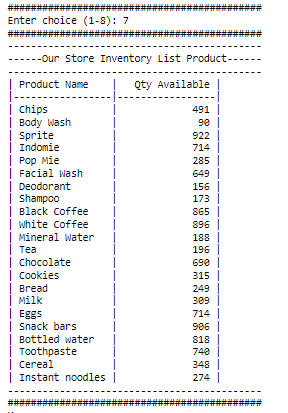 ##########################################
Enter choice (1-8): 7
##########################################
------------------------------------------
------Our Store Inventory List Product------
------------------------------------------
| Product Name    |   Qty Available |
|-----------------|-----------------|
| Chips           |             491 |
| Body Wash       |              90 |
| Sprite          |             922 |
| Indomie         |             714 |
| Pop Mie         |             285 |
| Facial Wash     |             649 |
| Deodorant       |             156 |
| Shampoo         |             173 |
| Black Coffee    |             865 |
| White Coffee    |             896 |
| Mineral Water   |             188 |
| Tea             |             196 |
| Chocolate       |             690 |
| Cookies         |             315 |
| Bread           |             249 |
| Milk            |             309 |
| Eggs            |             714 |
| Snack bars      |             906 |
| Bottled water   |             818 |
| Toothpaste      |             740 |
| Cereal          |             348 |
| Instant noodles |             274 |
------------------------------------------
##########################################